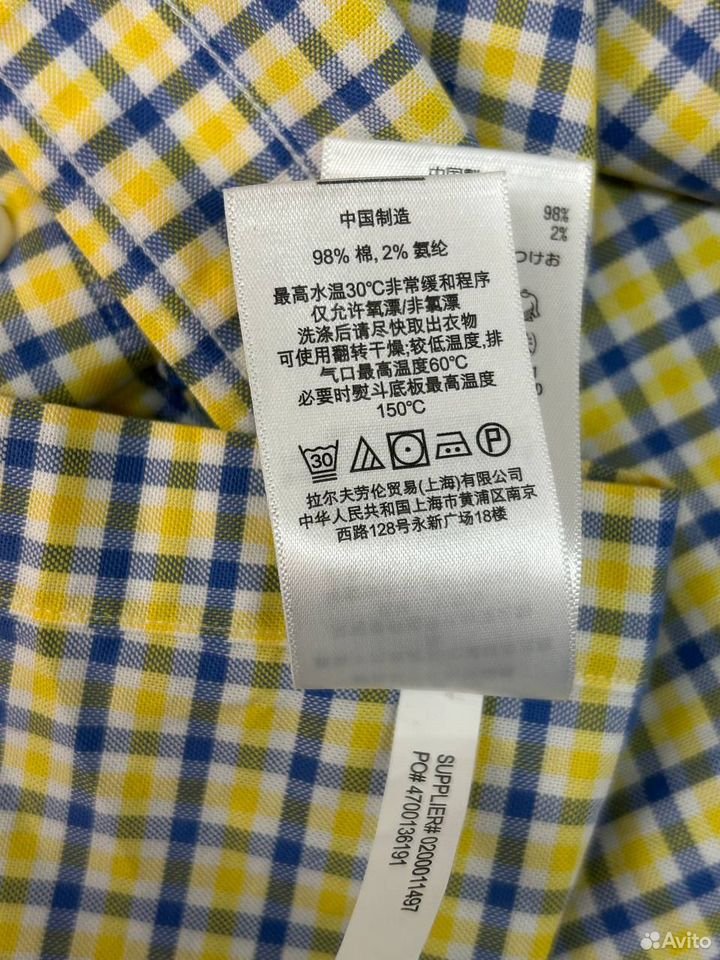 中国制造
98% 棉, 2% 氨纶
最高水温30℃非常缓和程序
仅允许氧漂/非氯漂
洗涤后请尽快取出衣物
可使用翻转干燥;较低温度,排
气口最高温度60℃
必要时熨斗底板最高温度
150℃
30 P
拉尔夫劳伦贸易(上海)有限公司
中华人民共和国上海市黄浦区南京
西路128号永新广场18楼
98%
2%
つけお
SUPPLIER# 0200011497
PO# 4700136191
Avito